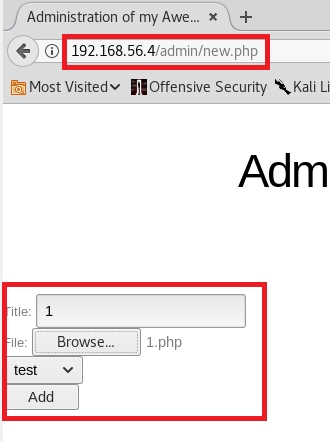 Administration of my Awe...
192.168.56.4/admin/new.php
Most Visited Offensive Security Kali Li
Adm
Title: 1
File: Browse... 1.php
test
Add